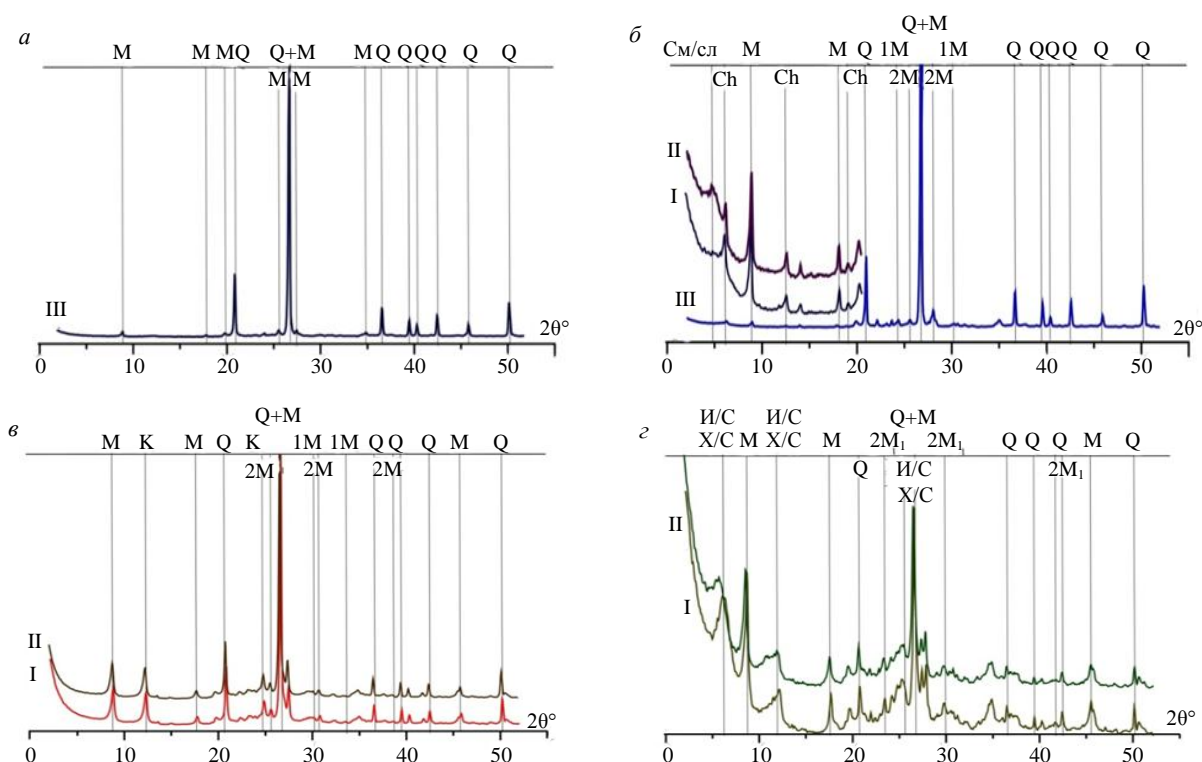 а
M M M Q Q+M M Q Q Q Q Q Q
M M
III
2θ°
0 10 20 30 40 50
б
Q+M
См/сл M M Q 1M 1M Q Q Q Q Q Q
Ch Ch Ch 2M 2M
II
I
III
2θ°
0 10 20 30 40 50
в
Q+M
M K M Q K 1M 1M Q Q Q M Q
2M 2M 2M
II
I
2θ°
0 10 20 30 40 50
г
И/С И/С Q+M
Х/С M Х/С M 2M₁ 2M₁ Q Q Q M Q
Q И/С 2M₁
Х/С
II
I
2θ°
0 10 20 30 40 50